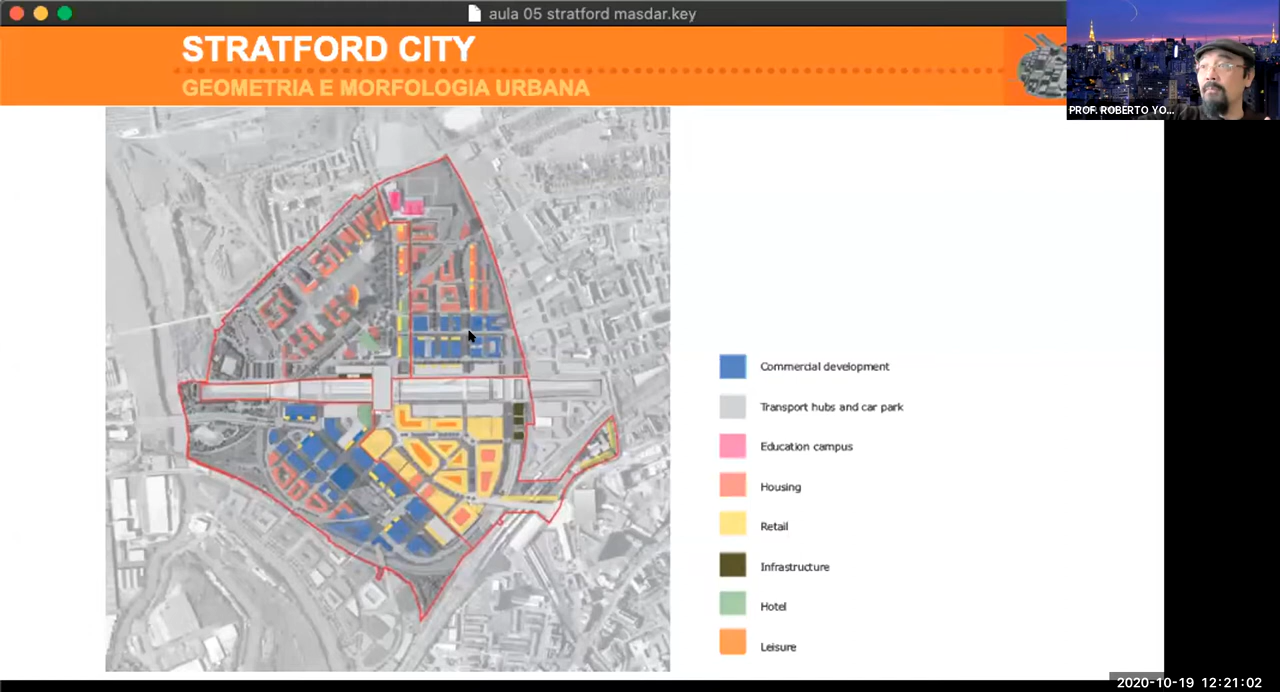 aula 05 stratford masdar.key
STRATFORD CITY
GEOMETRIA E MORFOLOGIA URBANA
PROF. ROBERTO YO...
Commercial development
Transport hubs and car park
Education campus
Housing
Retail
Infrastructure
Hotel
Leisure
2020-10-19 12:21:02